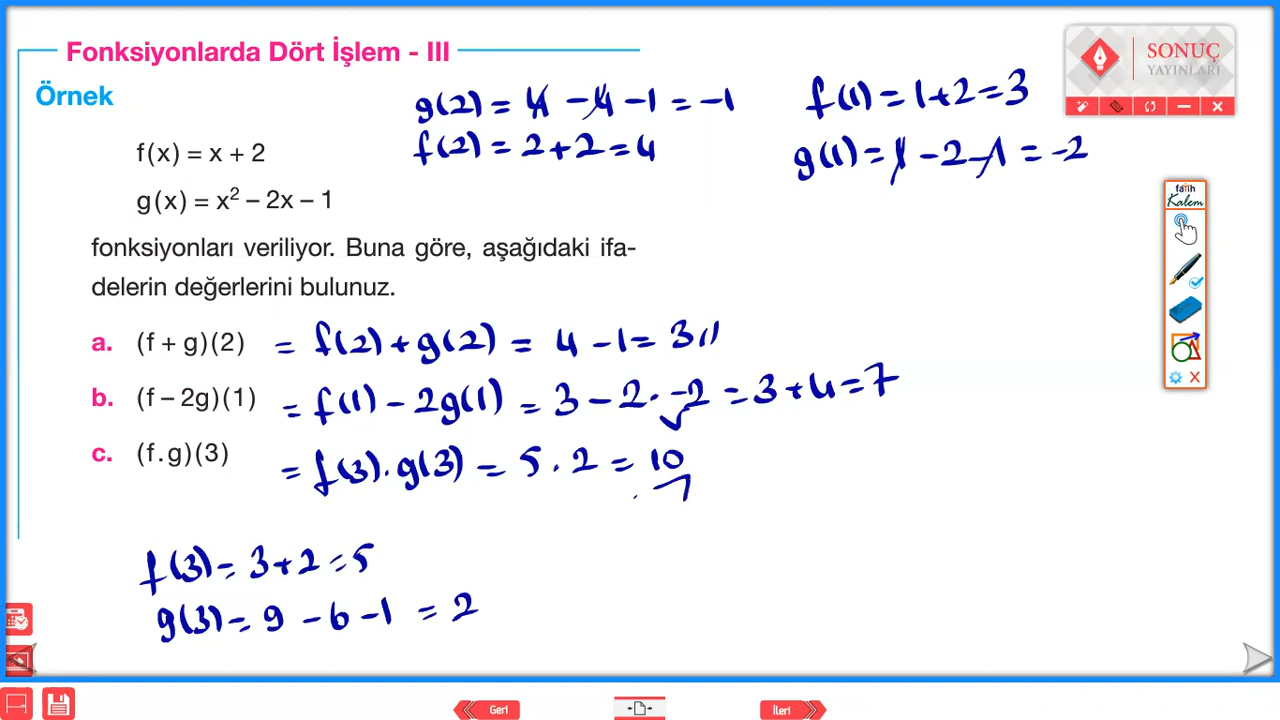 Fonksiyonlarda Dört İşlem - III
SONUÇ
YAYINLARI
Örnek
g(2) = 4 - 4 - 1 = -1
f(1) = 1+2 = 3
f(x) = x + 2
f(2) = 2+2 = 4
g(1) = 1 - 2 - 1 = -2
g(x) = x² – 2x – 1
fatih
Kalem
fonksiyonları veriliyor. Buna göre, aşağıdaki ifa-
delerin değerlerini bulunuz.
a. (f + g)(2) = f(2) + g(2) = 4 - 1 = 3
b. (f – 2g)(1) = f(1) - 2g(1) = 3 - 2 . -2 = 3+4 = 7
c. (f.g)(3) = f(3) . g(3) = 5 . 2 = 10
f(3) = 3+2 = 5
g(3) = 9 - 6 - 1 = 2
Geri
İleri